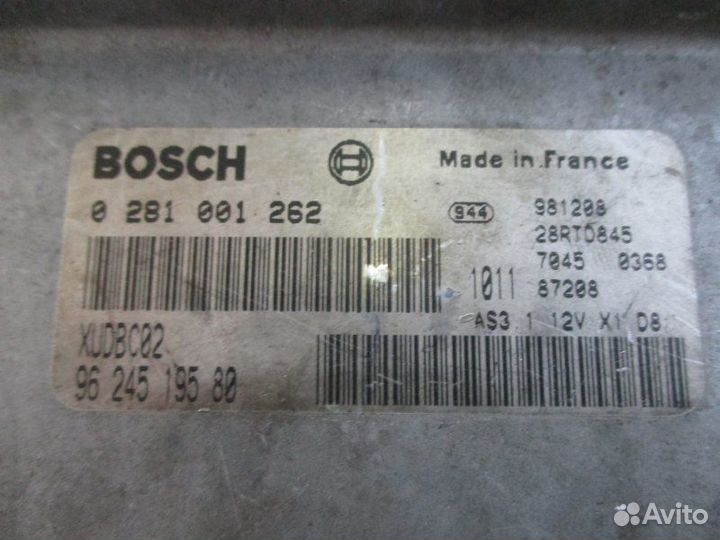 BOSCH
Made in France
0 281 001 262
944
981208
28RTD845
7045 0368
1011 87208
AS3.1 12V X1 D8
XUDBC02
96 245 195 80
Avito